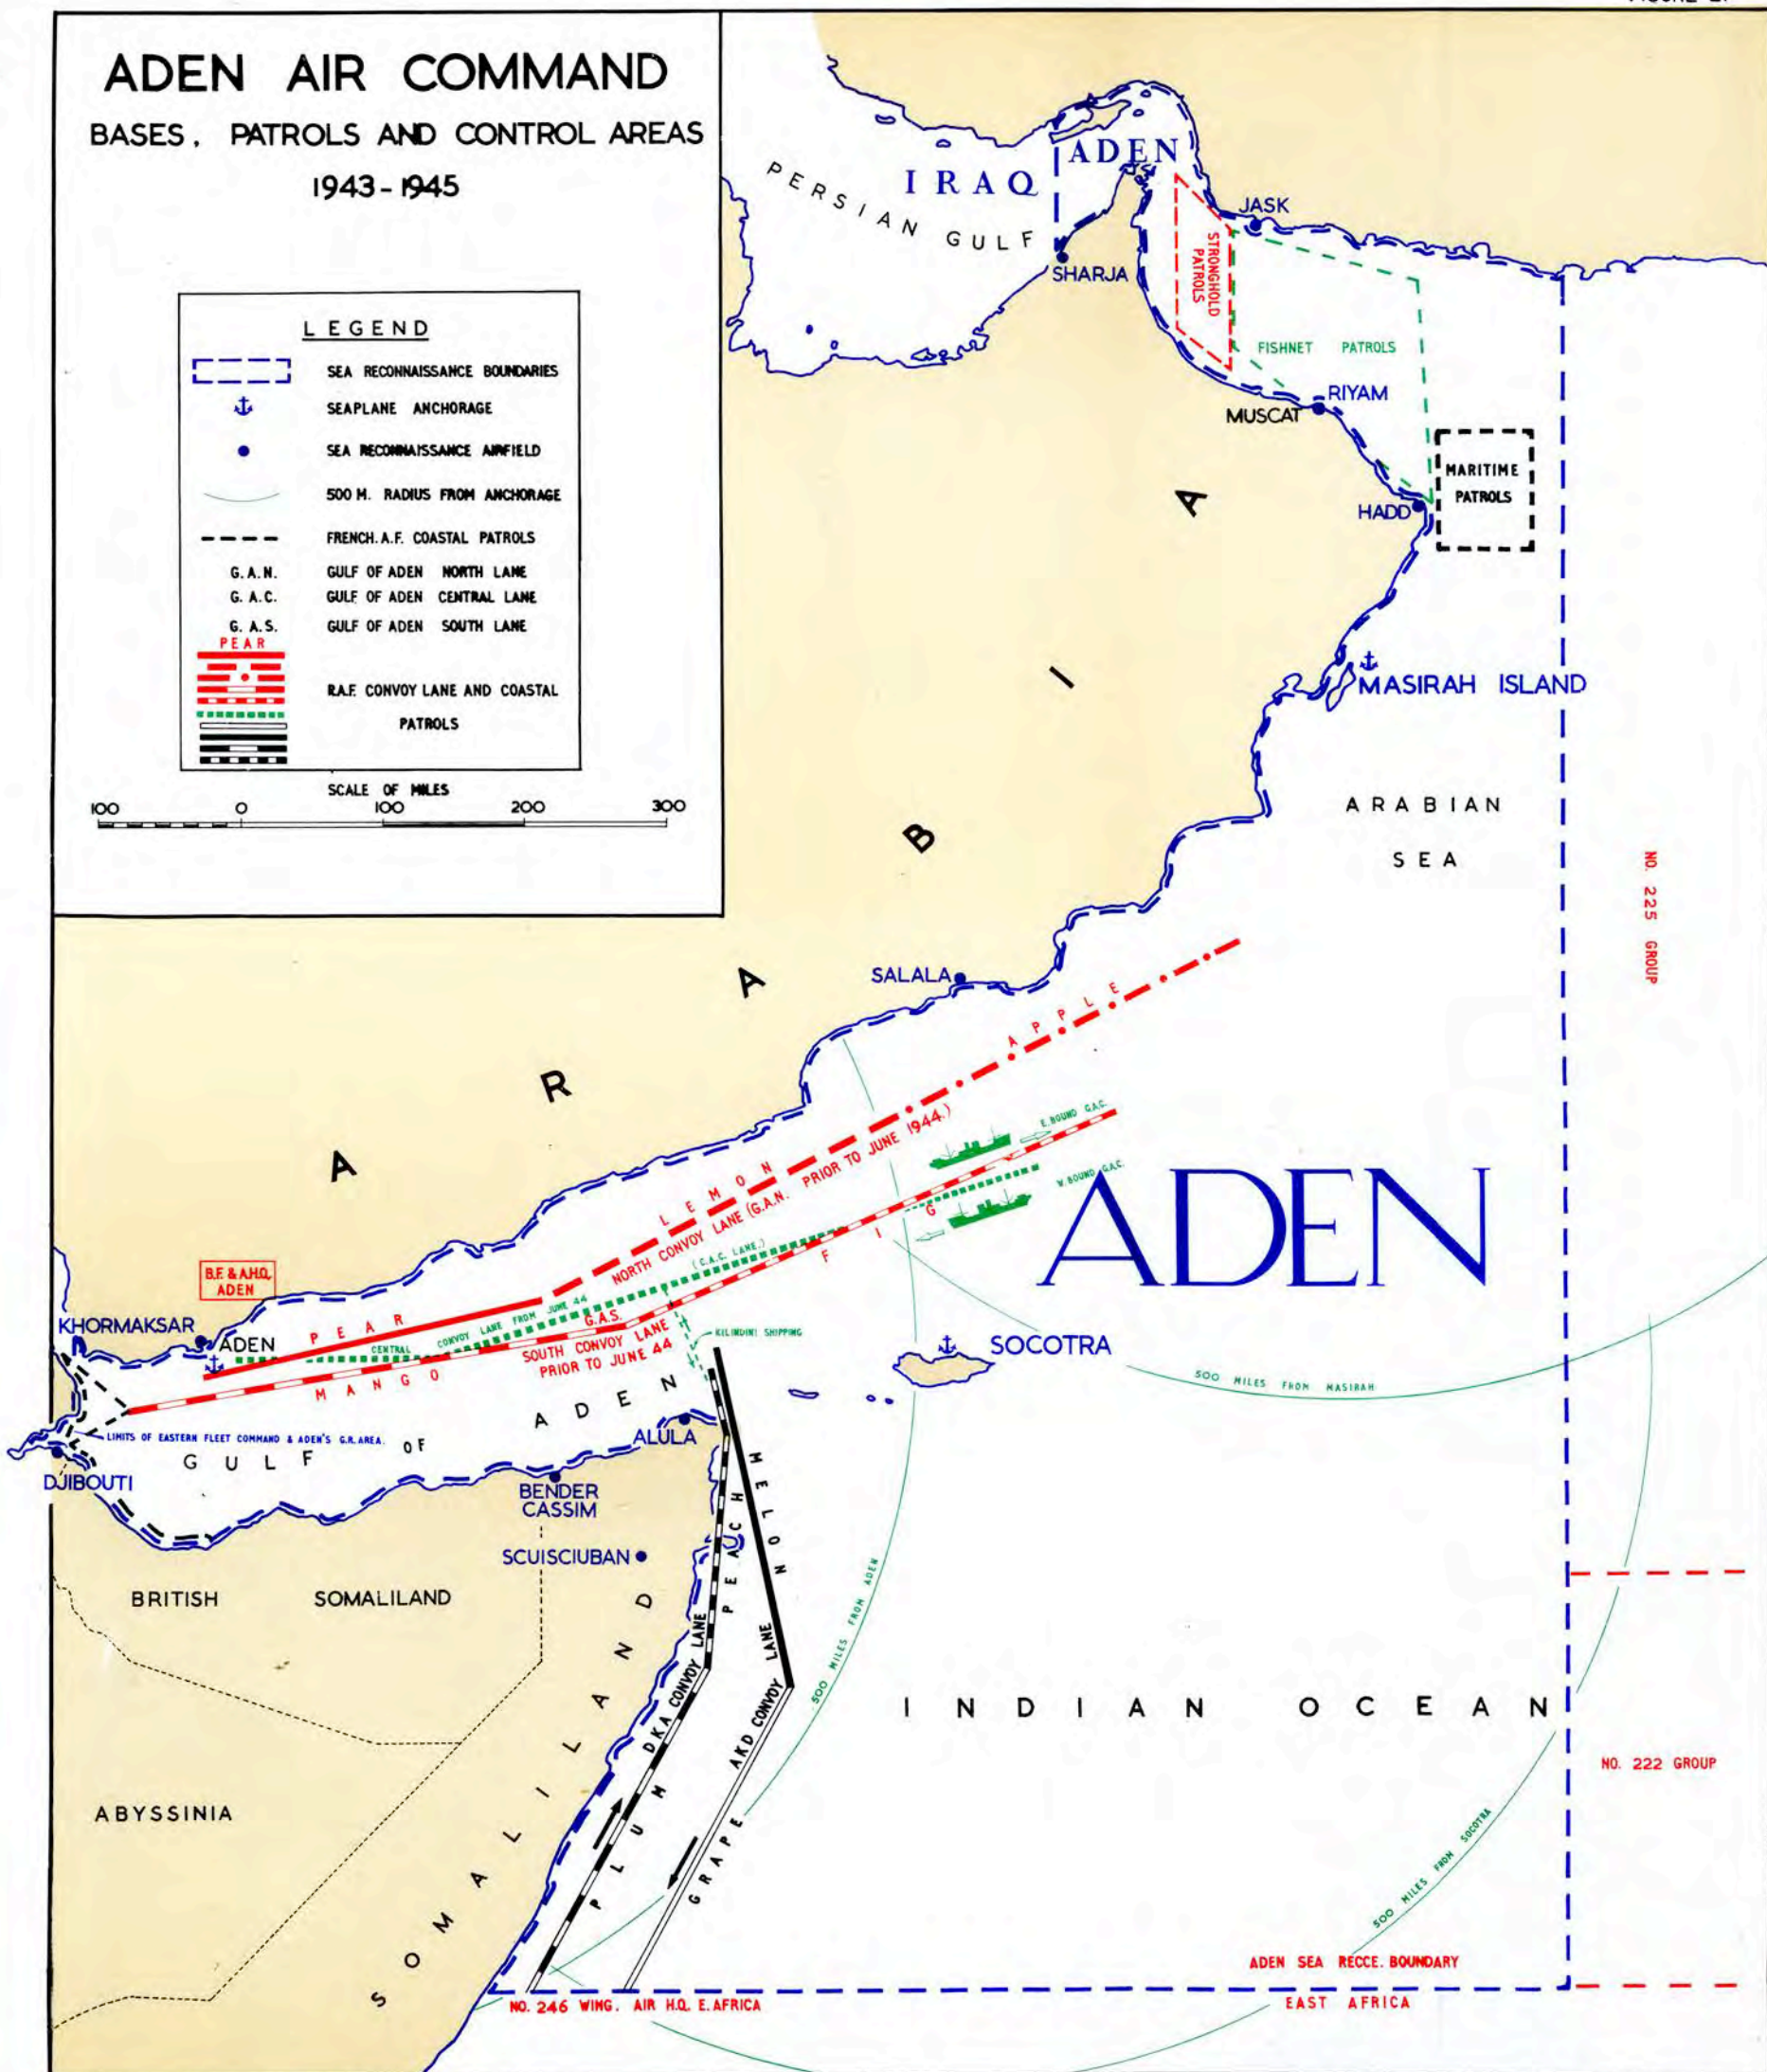 ADEN AIR COMMAND
BASES, PATROLS AND CONTROL AREAS
1943-1945
LEGEND
SEA RECONNAISSANCE BOUNDARIES
SEAPLANE ANCHORAGE
SEA RECONNAISSANCE AIRFIELD
500 M. RADIUS FROM ANCHORAGE
FRENCH. A.F. COASTAL PATROLS
G.A.N. GULF OF ADEN NORTH LANE
G.A.C. GULF OF ADEN CENTRAL LANE
G.A.S. GULF OF ADEN SOUTH LANE
PEAR
R.A.F. CONVOY LANE AND COASTAL
PATROLS
SCALE OF MILES
100 0 100 200 300
PERSIAN GULF
IRAQ
ADEN
SHARJA
JASK
STRONGHOLD
PATROLS
FISHNET PATROLS
RIYAM
MUSCAT
MARITIME
PATROLS
HADD
MASIRAH ISLAND
ARABIAN
SEA
NO. 225 GROUP
ARABIA
SALALA
APPLE
LEMON
NORTH CONVOY LANE (G.A.N. PRIOR TO JUNE 1944.)
E. BOUND G.A.C.
W. BOUND G.A.C.
FIG
ADEN
B.F. & A.H.Q.
ADEN
KHORMAKSAR
ADEN
PEAR
CENTRAL CONVOY LANE FROM JUNE 44
(G.A.C. LANE.)
G.A.S.
SOUTH CONVOY LANE
PRIOR TO JUNE 44
MANGO
KILINDINI SHIPPING
SOCOTRA
500 MILES FROM MASIRAH
LIMITS OF EASTERN FLEET COMMAND & ADEN'S G.R. AREA.
GULF OF ADEN
DJIBOUTI
ALULA
BENDER
CASSIM
SCUISCIUBAN
BRITISH SOMALILAND
ABYSSINIA
SOMALILAND
MELON
PEACH
DKA CONVOY LANE
AKD CONVOY LANE
PLUM
GRAPE
500 MILES FROM ADEN
INDIAN OCEAN
NO. 222 GROUP
500 MILES FROM SOCOTRA
ADEN SEA RECCE. BOUNDARY
NO. 246 WING. AIR H.Q. E. AFRICA
EAST AFRICA